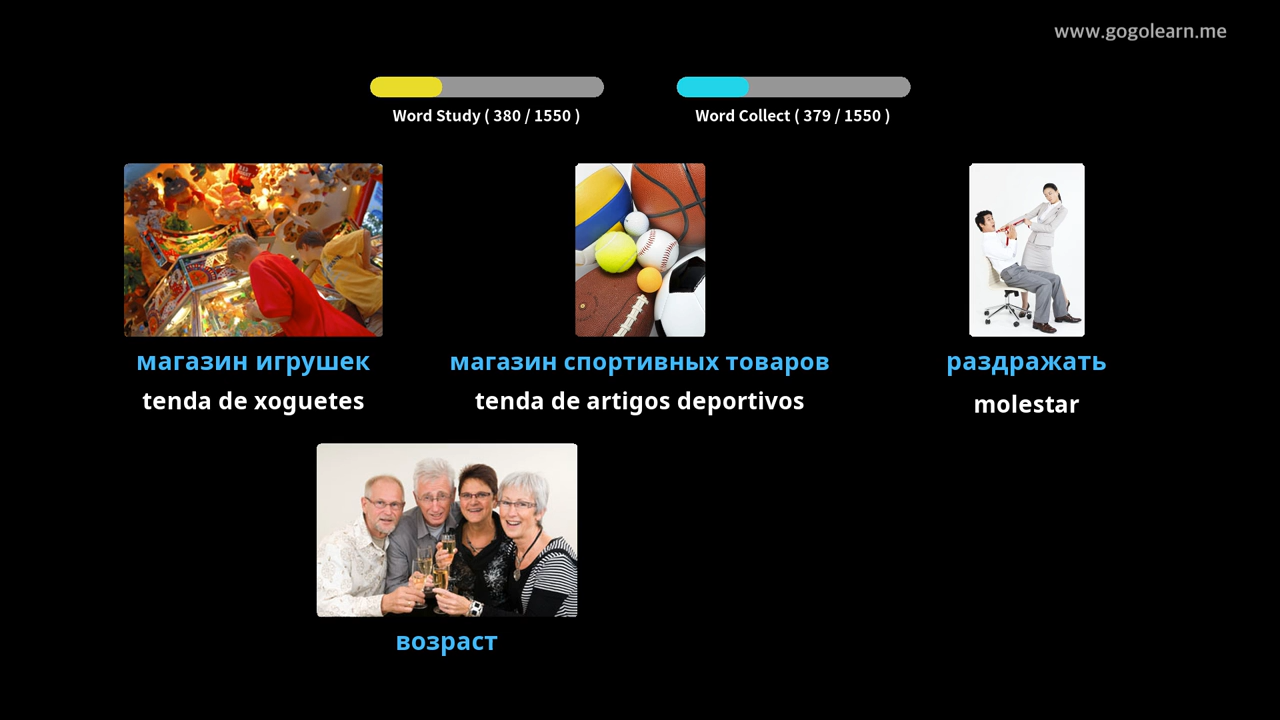 www.gogolearn.me
Word Study ( 380 / 1550 )
Word Collect ( 379 / 1550 )
магазин игрушек
tenda de xoguetes
магазин спортивных товаров
tenda de artigos deportivos
раздражать
molestar
возраст